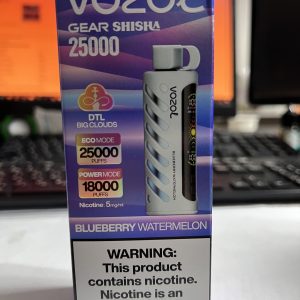 VOZOL
GEAR SHISHA
25000
DTL
BIG CLOUDS
ECO MODE
25000
PUFFS
POWER MODE
18000
PUFFS
Nicotine 5mg/ml
VOZOL
BLUEBERRY WATERMELON
WARNING:
This product
contains nicotine.
Nicotine is an